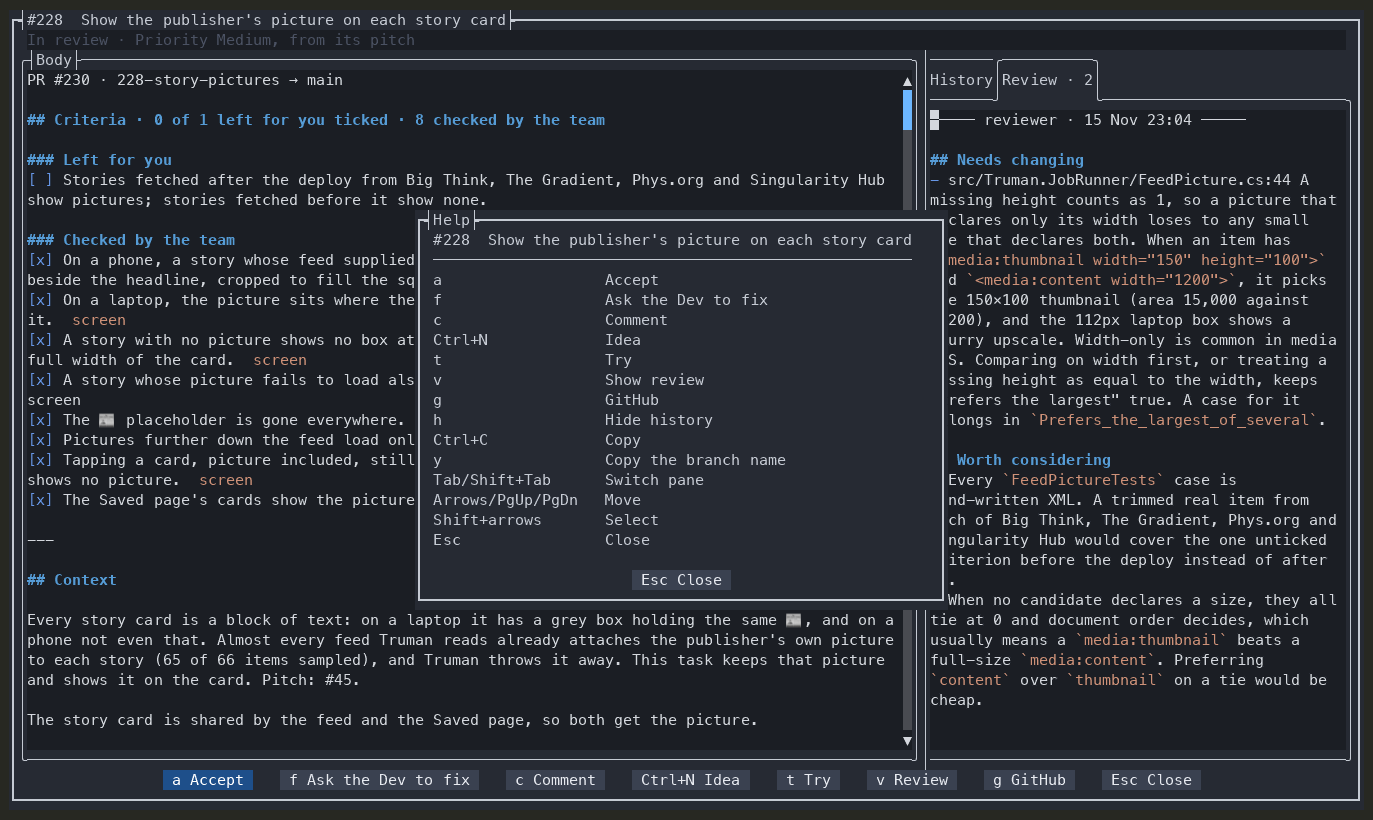 #228  Show the publisher's picture on each story card
In review · Priority Medium, from its pitch
Body
PR #230 · 228-story-pictures → main
## Criteria · 0 of 1 left for you ticked · 8 checked by the team
### Left for you
[ ] Stories fetched after the deploy from Big Think, The Gradient, Phys.org and Singularity Hub
show pictures; stories fetched before it show none.
### Checked by the team
[x] On a phone, a story whose feed supplied
beside the headline, cropped to fill the sq
[x] On a laptop, the picture sits where the
it.  screen
[x] A story with no picture shows no box at
full width of the card.  screen
[x] A story whose picture fails to load als
screen
[x] The 📰 placeholder is gone everywhere.
[x] Pictures further down the feed load onl
[x] Tapping a card, picture included, still
shows no picture.  screen
[x] The Saved page's cards show the picture
———
## Context
Every story card is a block of text: on a laptop it has a grey box holding the same 📰, and on a
phone not even that. Almost every feed Truman reads already attaches the publisher's own picture
to each story (65 of 66 items sampled), and Truman throws it away. This task keeps that picture
and shows it on the card. Pitch: #45.
The story card is shared by the feed and the Saved page, so both get the picture.
Help
#228  Show the publisher's picture on each story card
a Accept
f Ask the Dev to fix
c Comment
Ctrl+N Idea
t Try
v Show review
g GitHub
h Hide history
Ctrl+C Copy
y Copy the branch name
Tab/Shift+Tab Switch pane
Arrows/PgUp/PgDn Move
Shift+arrows Select
Esc Close
Esc Close
History Review · 2
reviewer · 15 Nov 23:04
## Needs changing
— src/Truman.JobRunner/FeedPicture.cs:44 A
missing height counts as 1, so a picture that
clares only its width loses to any small
e that declares both. When an item has
media:thumbnail width="150" height="100">`
d `<media:content width="1200">`, it picks
e 150×100 thumbnail (area 15,000 against
200), and the 112px laptop box shows a
urry upscale. Width-only is common in media
S. Comparing on width first, or treating a
ssing height as equal to the width, keeps
refers the largest" true. A case for it
longs in `Prefers_the_largest_of_several`.
Worth considering
Every `FeedPictureTests` case is
nd-written XML. A trimmed real item from
ch of Big Think, The Gradient, Phys.org and
ngularity Hub would cover the one unticked
iterion before the deploy instead of after
.
When no candidate declares a size, they all
tie at 0 and document order decides, which
usually means a `media:thumbnail` beats a
full-size `media:content`. Preferring
`content` over `thumbnail` on a tie would be
cheap.
a Accept f Ask the Dev to fix c Comment Ctrl+N Idea t Try v Review g GitHub Esc Close